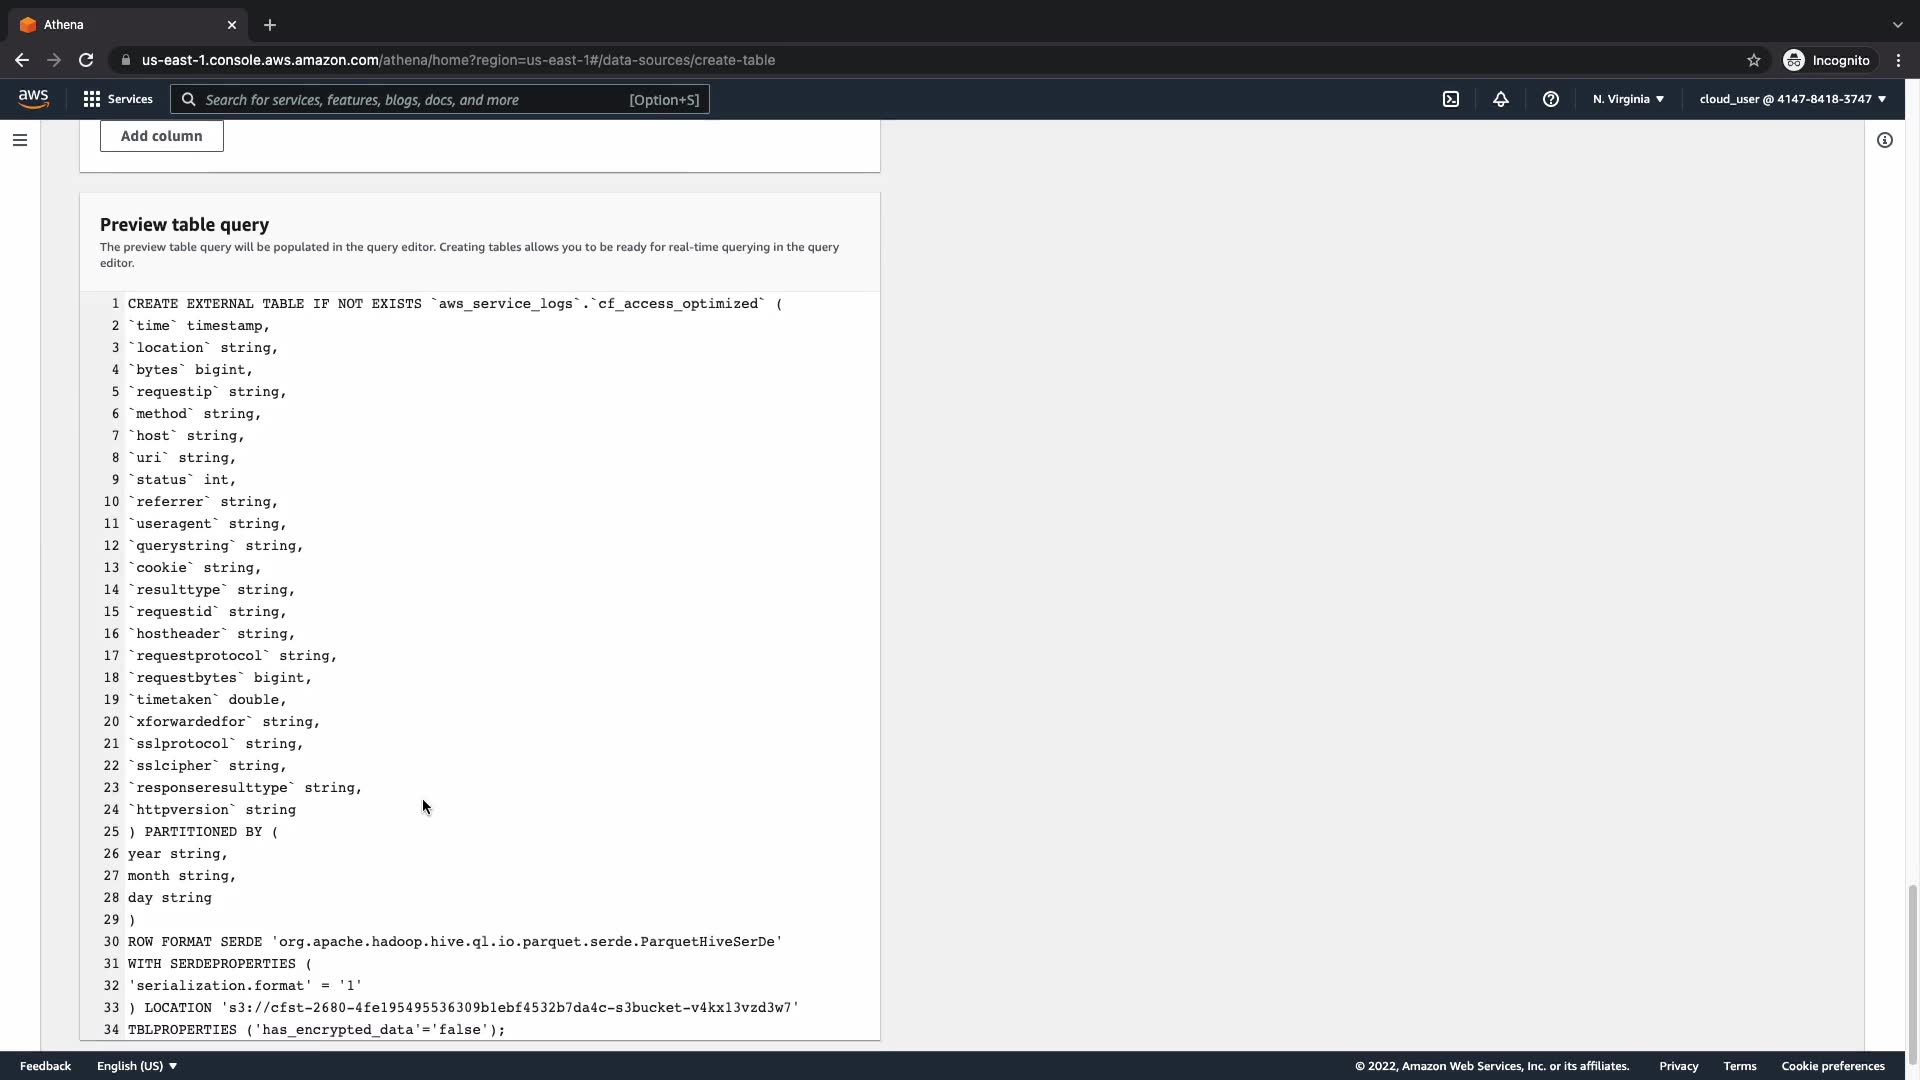 Athena
us-east-1.console.aws.amazon.com/athena/home?region=us-east-1#/data-sources/create-table
Incognito
aws
Services
Search for services, features, blogs, docs, and more
[Option+S]
N. Virginia
cloud_user @ 4147-8418-3747
Add column
Preview table query
The preview table query will be populated in the query editor. Creating tables allows you to be ready for real-time querying in the query
editor.
1 CREATE EXTERNAL TABLE IF NOT EXISTS `aws_service_logs`.`cf_access_optimized` (
2 `time` timestamp,
3 `location` string,
4 `bytes` bigint,
5 `requestip` string,
6 `method` string,
7 `host` string,
8 `uri` string,
9 `status` int,
10 `referrer` string,
11 `useragent` string,
12 `querystring` string,
13 `cookie` string,
14 `resulttype` string,
15 `requestid` string,
16 `hostheader` string,
17 `requestprotocol` string,
18 `requestbytes` bigint,
19 `timetaken` double,
20 `xforwardedfor` string,
21 `sslprotocol` string,
22 `sslcipher` string,
23 `responseresulttype` string,
24 `httpversion` string
25 ) PARTITIONED BY (
26 year string,
27 month string,
28 day string
29 )
30 ROW FORMAT SERDE 'org.apache.hadoop.hive.ql.io.parquet.serde.ParquetHiveSerDe'
31 WITH SERDEPROPERTIES (
32 'serialization.format' = '1'
33 ) LOCATION 's3://cfst-2680-4fe195495536309b1ebf4532b7da4c-s3bucket-v4kx13vzd3w7'
34 TBLPROPERTIES ('has_encrypted_data'='false');
Feedback
English (US)
© 2022, Amazon Web Services, Inc. or its affiliates.
Privacy
Terms
Cookie preferences